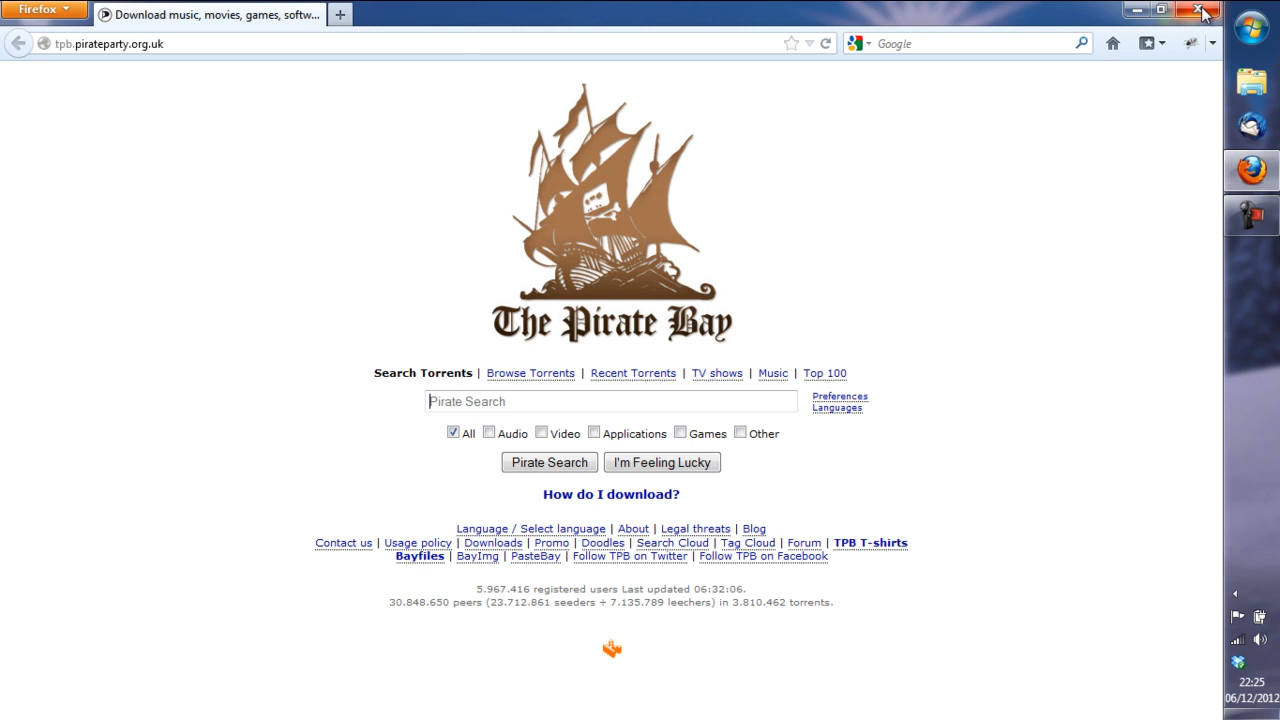 Firefox
Download music, movies, games, softw...
tpb.pirateparty.org.uk
Google
The Pirate Bay
Search Torrents | Browse Torrents | Recent Torrents | TV shows | Music | Top 100
Pirate Search
Preferences
Languages
All Audio Video Applications Games Other
Pirate Search I'm Feeling Lucky
How do I download?
Language / Select language | About | Legal threats | Blog
Contact us | Usage policy | Downloads | Promo | Doodles | Search Cloud | Tag Cloud | Forum | TPB T-shirts
Bayfiles | BayImg | PasteBay | Follow TPB on Twitter | Follow TPB on Facebook
5.967.416 registered users Last updated 06:32:06.
30.848.650 peers (23.712.861 seeders + 7.135.789 leechers) in 3.810.462 torrents.
22:25
06/12/2012